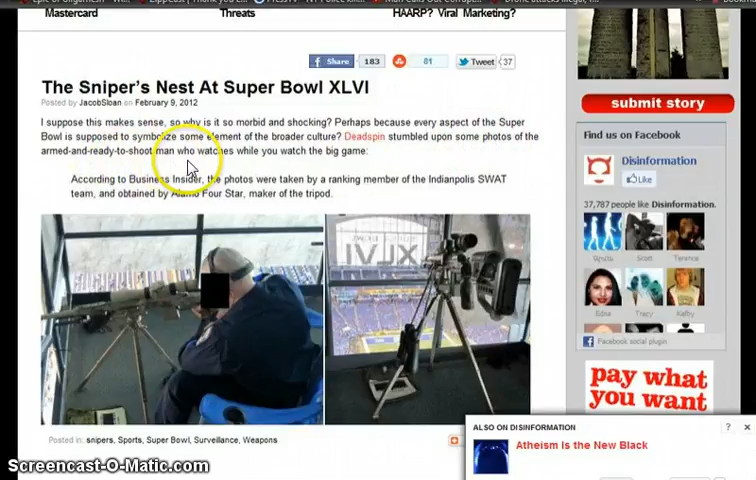 Mastercard Threats HAARP? Viral Marketing?
Share 183 81 Tweet 37
The Sniper's Nest At Super Bowl XLVI
Posted by JacobSloan on February 9, 2012
I suppose this makes sense, so why is it so morbid and shocking? Perhaps because every aspect of the Super
Bowl is supposed to symbolize some element of the broader culture? Deadspin stumbled upon some photos of the
armed-and-ready-to-shoot man who watches while you watch the big game:
According to Business Insider, the photos were taken by a ranking member of the Indianpolis SWAT
team, and obtained by Alamo Four Star, maker of the tripod.
XLVI
Posted in: snipers, Sports, Super Bowl, Surveillance, Weapons
submit story
Find us on Facebook
Disinformation
Like
37,787 people like Disinformation.
Scott Terence
Edna Tracy Kelby
Facebook social plugin
pay what
you want
ALSO ON DISINFORMATION ? ×
Atheism Is the New Black
Screencast-O-Matic.com